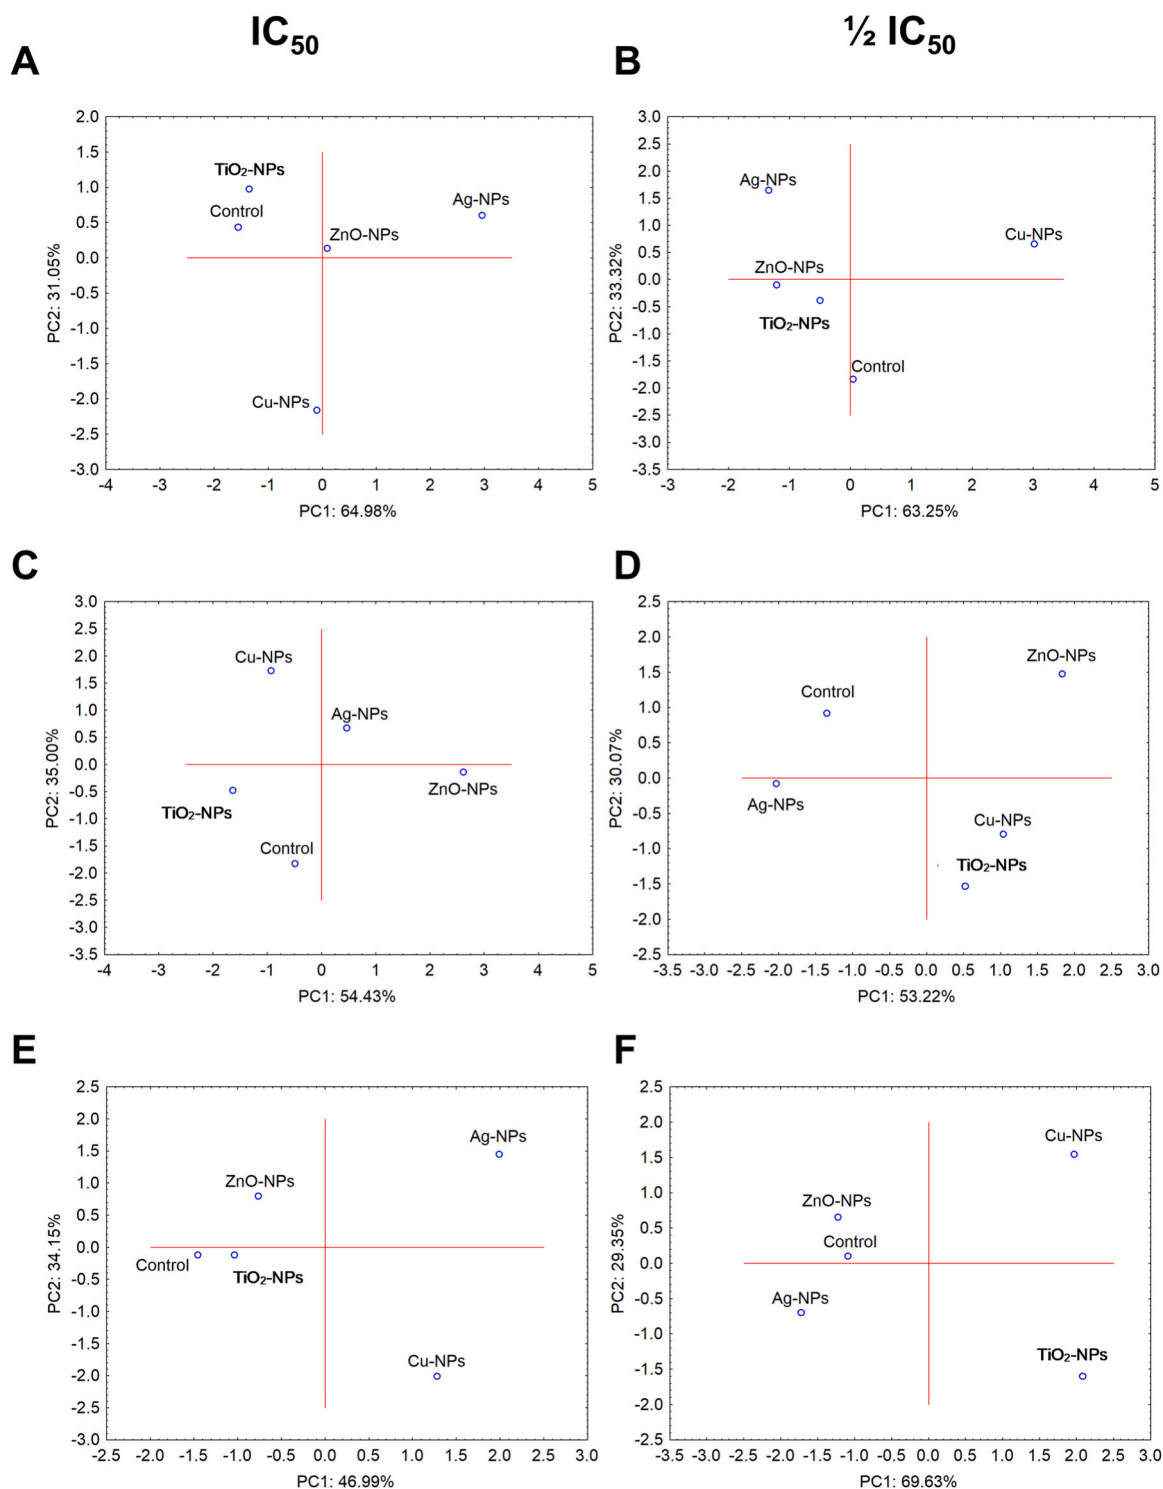 IC50 ½ IC50
A B
2.0
1.5
1.0
0.5
0.0
-0.5
-1.0
-1.5
-2.0
-2.5
-3.0
PC2: 31.05%
TiO2-NPs
Control
Ag-NPs
ZnO-NPs
Cu-NPs
-4 -3 -2 -1 0 1 2 3 4 5
PC1: 64.98%
3.0
2.5
2.0
1.5
1.0
0.5
0.0
-0.5
-1.0
-1.5
-2.0
-2.5
-3.0
-3.5
PC2: 33.32%
Ag-NPs
Cu-NPs
ZnO-NPs
TiO2-NPs
Control
-3 -2 -1 0 1 2 3 4 5
PC1: 63.25%
C D
3.0
2.5
2.0
1.5
1.0
0.5
0.0
-0.5
-1.0
-1.5
-2.0
-2.5
-3.0
-3.5
PC2: 35.00%
Cu-NPs
Ag-NPs
ZnO-NPs
TiO2-NPs
Control
-4 -3 -2 -1 0 1 2 3 4 5
PC1: 54.43%
2.5
2.0
1.5
1.0
0.5
0.0
-0.5
-1.0
-1.5
-2.0
-2.5
PC2: 30.07%
ZnO-NPs
Control
Ag-NPs
Cu-NPs
TiO2-NPs
-3.5 -3.0 -2.5 -2.0 -1.5 -1.0 -0.5 0.0 0.5 1.0 1.5 2.0 2.5 3.0
PC1: 53.22%
E F
2.5
2.0
1.5
1.0
0.5
0.0
-0.5
-1.0
-1.5
-2.0
-2.5
-3.0
PC2: 34.15%
Ag-NPs
ZnO-NPs
Control
TiO2-NPs
Cu-NPs
-2.5 -2.0 -1.5 -1.0 -0.5 0.0 0.5 1.0 1.5 2.0 2.5 3.0
PC1: 46.99%
2.5
2.0
1.5
1.0
0.5
0.0
-0.5
-1.0
-1.5
-2.0
-2.5
PC2: 29.35%
Cu-NPs
ZnO-NPs
Control
Ag-NPs
TiO2-NPs
-3.5 -3.0 -2.5 -2.0 -1.5 -1.0 -0.5 0.0 0.5 1.0 1.5 2.0 2.5 3.0
PC1: 69.63%